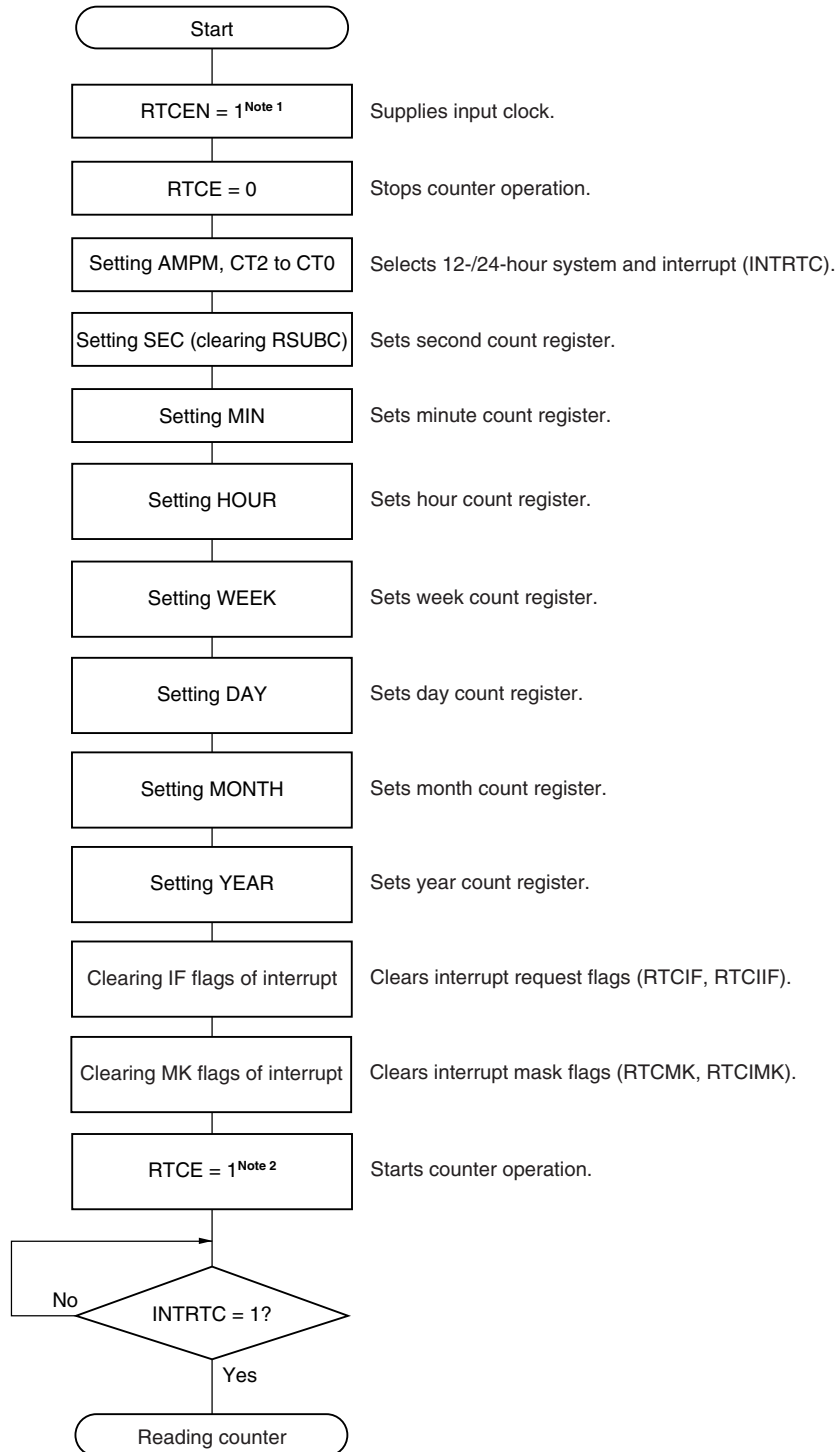 Start
RTCEN = 1Note 1
Supplies input clock.
RTCE = 0
Stops counter operation.
Setting AMPM, CT2 to CT0
Selects 12-/24-hour system and interrupt (INTRTC).
Setting SEC (clearing RSUBC)
Sets second count register.
Setting MIN
Sets minute count register.
Setting HOUR
Sets hour count register.
Setting WEEK
Sets week count register.
Setting DAY
Sets day count register.
Setting MONTH
Sets month count register.
Setting YEAR
Sets year count register.
Clearing IF flags of interrupt
Clears interrupt request flags (RTCIF, RTCIIF).
Clearing MK flags of interrupt
Clears interrupt mask flags (RTCMK, RTCIMK).
RTCE = 1Note 2
Starts counter operation.
No
INTRTC = 1?
Yes
Reading counter